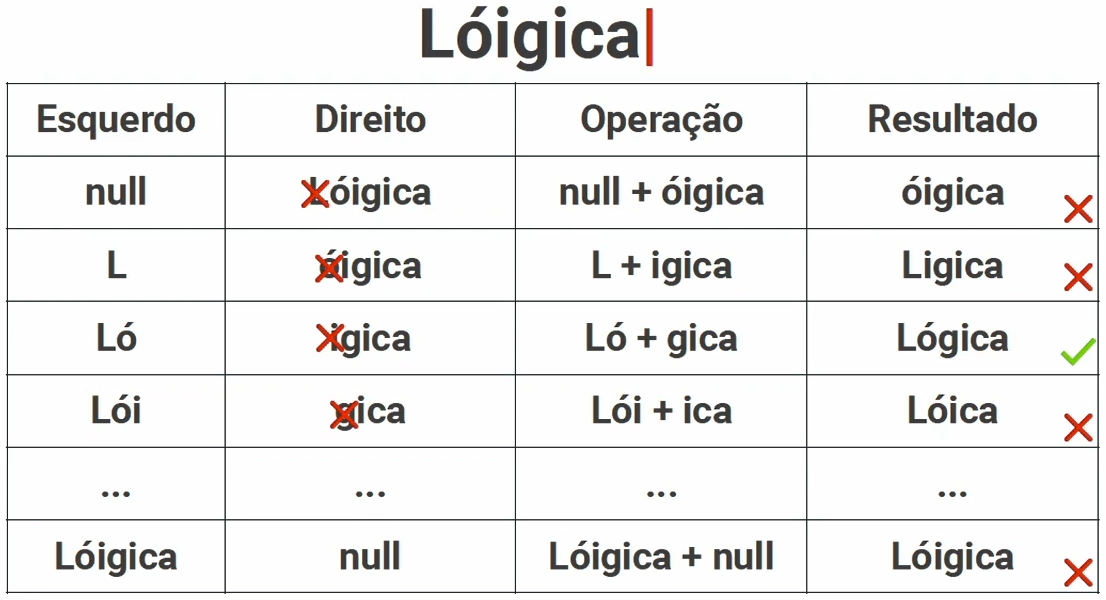 Lóigica
Esquerdo Direito Operação Resultado
null Lóigica null + óigica óigica
L óigica L + igica Ligica
Ló igica Ló + gica Lógica
Lói gica Lói + ica Lóica
... ... ... ...
Lóigica null Lóigica + null Lóigica